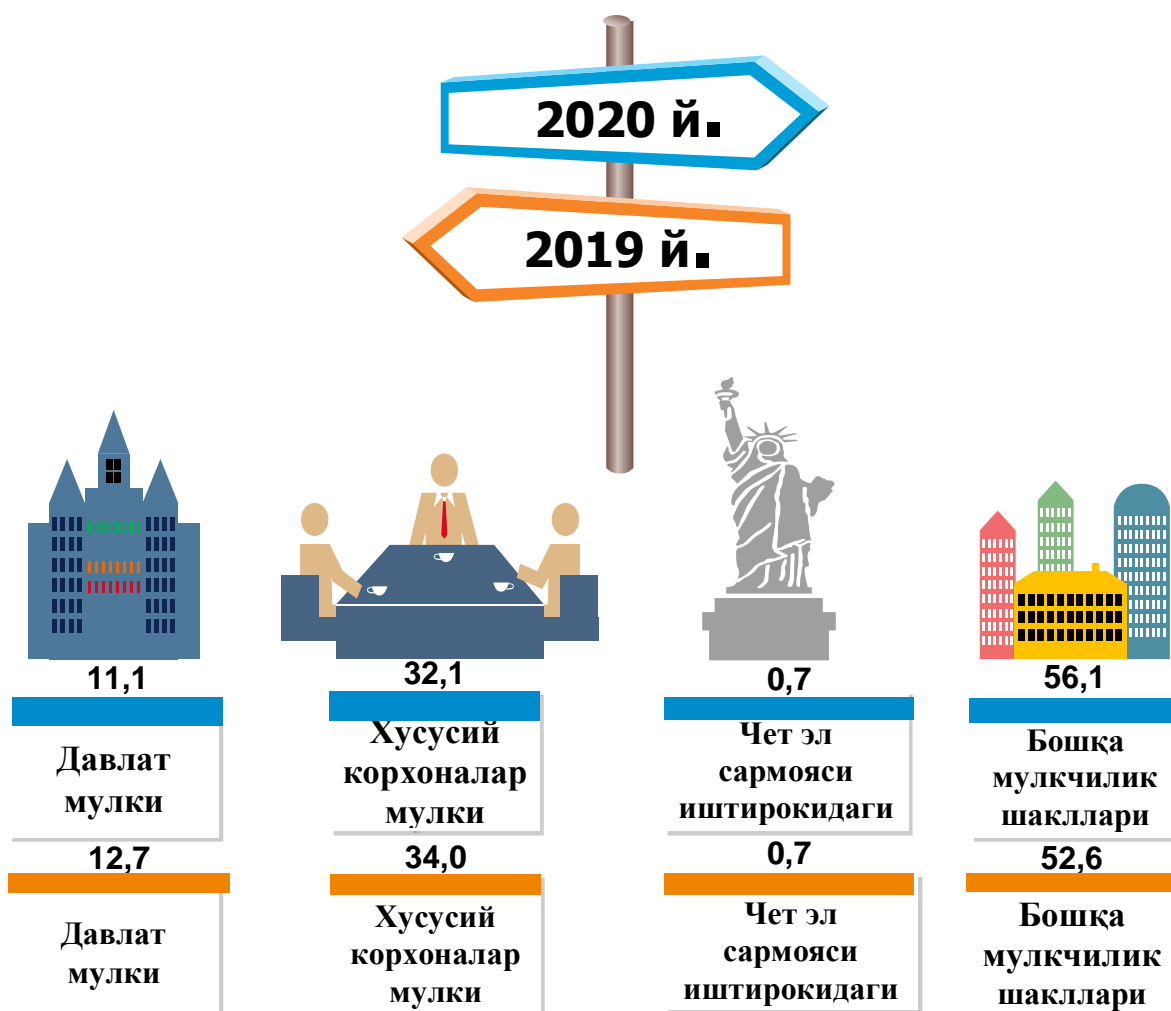 2020 й.
2019 й.
11,1
32,1
0,7
56,1
Давлат
мулки
Хусусий
корхоналар
мулки
Чет эл
сармояси
иштирокидаги
Бошқа
мулкчилик
шакллари
12,7
34,0
0,7
52,6
Давлат
мулки
Хусусий
корхоналар
мулки
Чет эл
сармояси
иштирокидаги
Бошқа
мулкчилик
шакллари